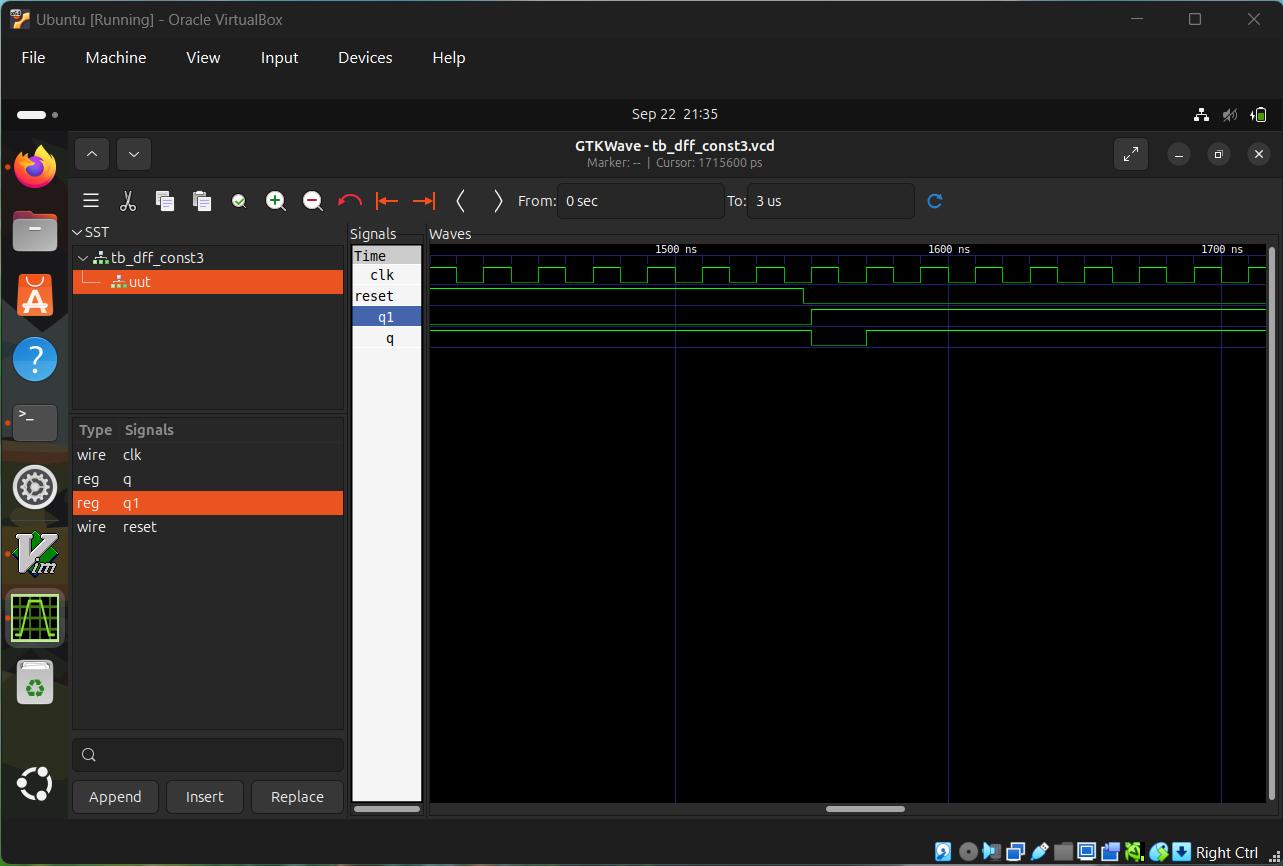 Ubuntu [Running] - Oracle VirtualBox
File Machine View Input Devices Help
Sep 22 21:35
GTKWave - tb_dff_const3.vcd
Marker: -- | Cursor: 1715600 ps
From: 0 sec To: 3 us
SST
tb_dff_const3
uut
Type Signals
wire clk
reg q
reg q1
wire reset
Append Insert Replace
Signals
Time
clk
reset
q1
q
Waves
1500 ns 1600 ns 1700 ns
Right Ctrl